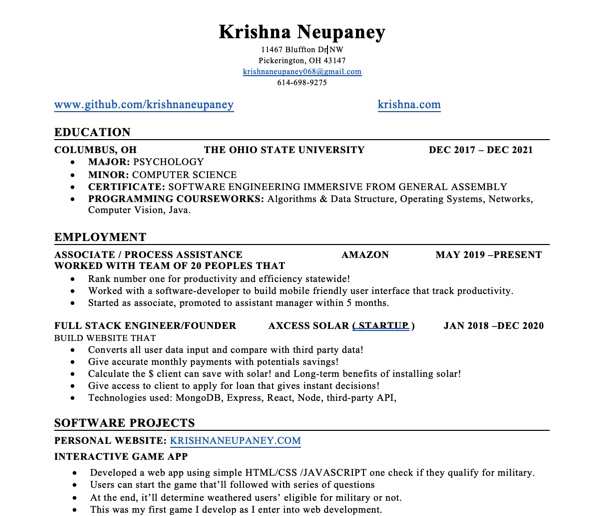 Krishna Neupaney
11467 Bluffton Dr NW
Pickerington, OH 43147
krishnaneupaney068@gmail.com
614-698-9275
www.github.com/krishnaneupaney krishna.com
EDUCATION
COLUMBUS, OH THE OHIO STATE UNIVERSITY DEC 2017 – DEC 2021
• MAJOR: PSYCHOLOGY
• MINOR: COMPUTER SCIENCE
• CERTIFICATE: SOFTWARE ENGINEERING IMMERSIVE FROM GENERAL ASSEMBLY
• PROGRAMMING COURSEWORKS: Algorithms & Data Structure, Operating Systems, Networks,
Computer Vision, Java.
EMPLOYMENT
ASSOCIATE / PROCESS ASSISTANCE AMAZON MAY 2019 –PRESENT
WORKED WITH TEAM OF 20 PEOPLES THAT
• Rank number one for productivity and efficiency statewide!
• Worked with a software-developer to build mobile friendly user interface that track productivity.
• Started as associate, promoted to assistant manager within 5 months.
FULL STACK ENGINEER/FOUNDER AXCESS SOLAR ( STARTUP ) JAN 2018 –DEC 2020
BUILD WEBSITE THAT
• Converts all user data input and compare with third party data!
• Give accurate monthly payments with potentials savings!
• Calculate the $ client can save with solar! and Long-term benefits of installing solar!
• Give access to client to apply for loan that gives instant decisions!
• Technologies used: MongoDB, Express, React, Node, third-party API,
SOFTWARE PROJECTS
PERSONAL WEBSITE: KRISHNANEUPANEY.COM
INTERACTIVE GAME APP
• Developed a web app using simple HTML/CSS /JAVASCRIPT one check if they qualify for military.
• Users can start the game that’ll followed with series of questions
• At the end, it’ll determine weathered users’ eligible for military or not.
• This was my first game I develop as I enter into web development.